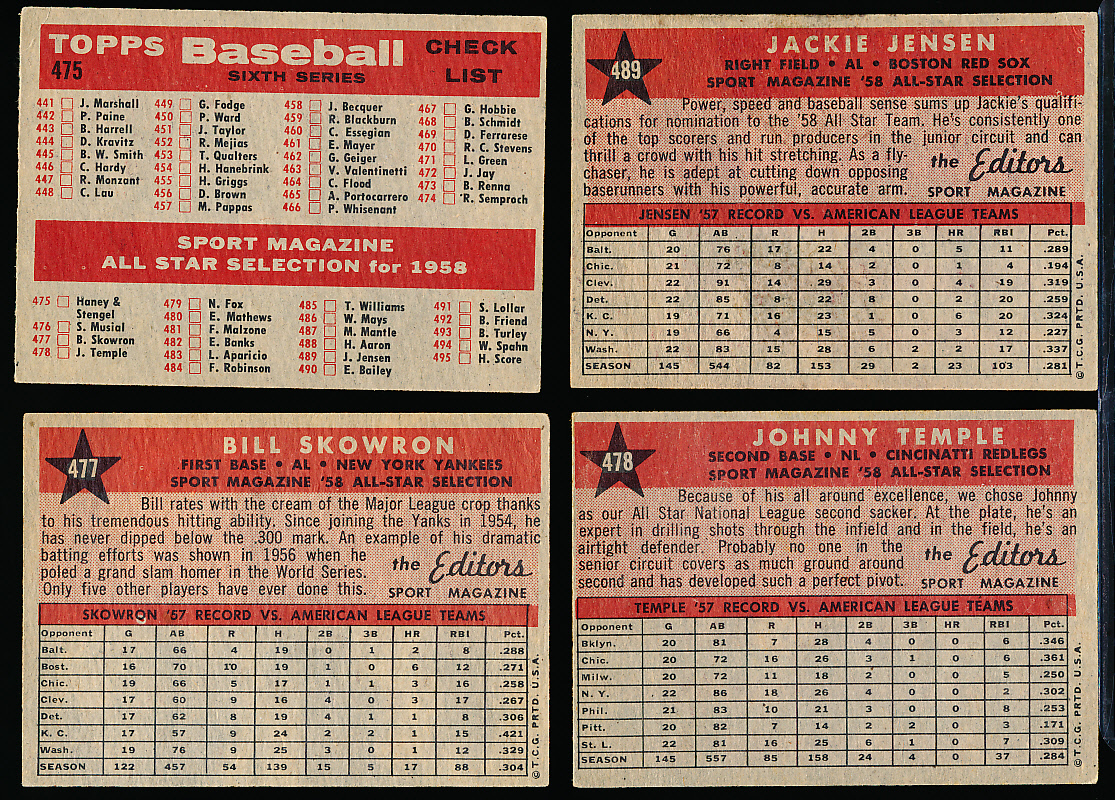 TOPPS Baseball CHECK
475 SIXTH SERIES LIST
441 J. Marshall
442 P. Paine
443 B. Harrell
444 D. Kravitz
445 B. W. Smith
446 C. Hardy
447 R. Monzant
448 C. Lau
449 G. Fodge
450 P. Ward
451 J. Taylor
452 R. Mejias
453 T. Qualters
454 H. Hanebrink
455 H. Griggs
456 D. Brown
457 M. Pappas
458 J. Becquer
459 R. Blackburn
460 C. Essegian
461 E. Mayer
462 G. Geiger
463 V. Valentinetti
464 C. Flood
465 A. Portocarrero
466 P. Whisenant
467 G. Hobbie
468 B. Schmidt
469 D. Ferrarese
470 R. C. Stevens
471 L. Green
472 J. Jay
473 B. Renna
474 R. Semproch
SPORT MAGAZINE
ALL STAR SELECTION for 1958
475 Haney &
Stengel
476 S. Musial
477 B. Skowron
478 J. Temple
479 N. Fox
480 E. Mathews
481 F. Malzone
482 E. Banks
483 L. Aparicio
484 F. Robinson
485 T. Williams
486 W. Mays
487 M. Mantle
488 H. Aaron
489 J. Jensen
490 E. Bailey
491 S. Lollar
492 B. Friend
493 B. Turley
494 W. Spahn
495 H. Score
489 JACKIE JENSEN
RIGHT FIELD • AL • BOSTON RED SOX
SPORT MAGAZINE '58 ALL-STAR SELECTION
Power, speed and baseball sense sums up Jackie's qualifi-
cations for nomination to the '58 All Star Team. He's consistently
one of the top scorers and run producers in the junior circuit and can
thrill a crowd with his hit stretching. As a fly-
chaser, he is adept at cutting down opposing
baserunners with his powerful, accurate arm.
the Editors
SPORT MAGAZINE
JENSEN '57 RECORD VS. AMERICAN LEAGUE TEAMS
Opponent G AB R H 2B 3B HR RBI Pct.
Balt. 20 76 17 22 4 0 5 11 .289
Chic. 21 72 8 14 2 0 1 4 .194
Clev. 22 91 14 29 3 0 4 19 .319
Det. 22 85 8 22 8 0 2 20 .259
K. C. 19 71 16 23 1 0 6 20 .324
N. Y. 19 66 4 15 5 0 3 12 .227
Wash. 22 83 15 28 6 2 2 17 .337
SEASON 145 544 82 153 29 2 23 103 .281
© T.C.G. PRTD. U.S.A.
477 BILL SKOWRON
FIRST BASE • AL • NEW YORK YANKEES
SPORT MAGAZINE '58 ALL-STAR SELECTION
Bill rates with the cream of the Major League crop thanks
to his tremendous hitting ability. Since joining the Yanks in 1954, he
has never dipped below the .300 mark. An example of his dramatic
batting efforts was shown in 1956 when he
poled a grand slam homer in the World Series.
Only five other players have ever done this.
the Editors
SPORT MAGAZINE
SKOWRON '57 RECORD VS. AMERICAN LEAGUE TEAMS
Opponent G AB R H 2B 3B HR RBI Pct.
Balt. 17 66 4 19 0 1 2 8 .288
Bost. 16 70 10 19 1 0 6 12 .271
Chic. 19 66 5 17 1 1 3 16 .258
Clev. 17 60 9 16 4 0 3 17 .267
Det. 17 62 8 19 4 1 1 8 .306
K. C. 17 57 9 24 2 2 1 15 .421
Wash. 19 76 9 25 3 0 1 12 .329
SEASON 122 457 54 139 15 5 17 88 .304
© T.C.G. PRTD. U.S.A.
478 JOHNNY TEMPLE
SECOND BASE • NL • CINCINATTI REDLEGS
SPORT MAGAZINE '58 ALL-STAR SELECTION
Because of his all around excellence, we chose Johnny
as our All Star National League second sacker. At the plate, he's an
expert in drilling shots through the infield and in the field, he's an
airtight defender. Probably no one in the
senior circuit covers as much ground around
second and has developed such a perfect pivot.
the Editors
SPORT MAGAZINE
TEMPLE '57 RECORD VS. AMERICAN LEAGUE TEAMS
Opponent G AB R H 2B 3B HR RBI Pct.
Bklyn. 20 81 7 28 4 0 0 6 .346
Chic. 20 72 16 26 3 1 0 6 .361
Milw. 20 72 11 18 2 0 0 5 .250
N. Y. 22 86 18 26 4 0 0 2 .302
Phil. 21 83 10 21 3 0 0 8 .253
Pitt. 20 82 7 14 2 2 0 3 .171
St. L. 22 81 16 25 6 1 0 7 .309
SEASON 145 557 85 158 24 4 0 37 .284
© T.C.G. PRTD. U.S.A.